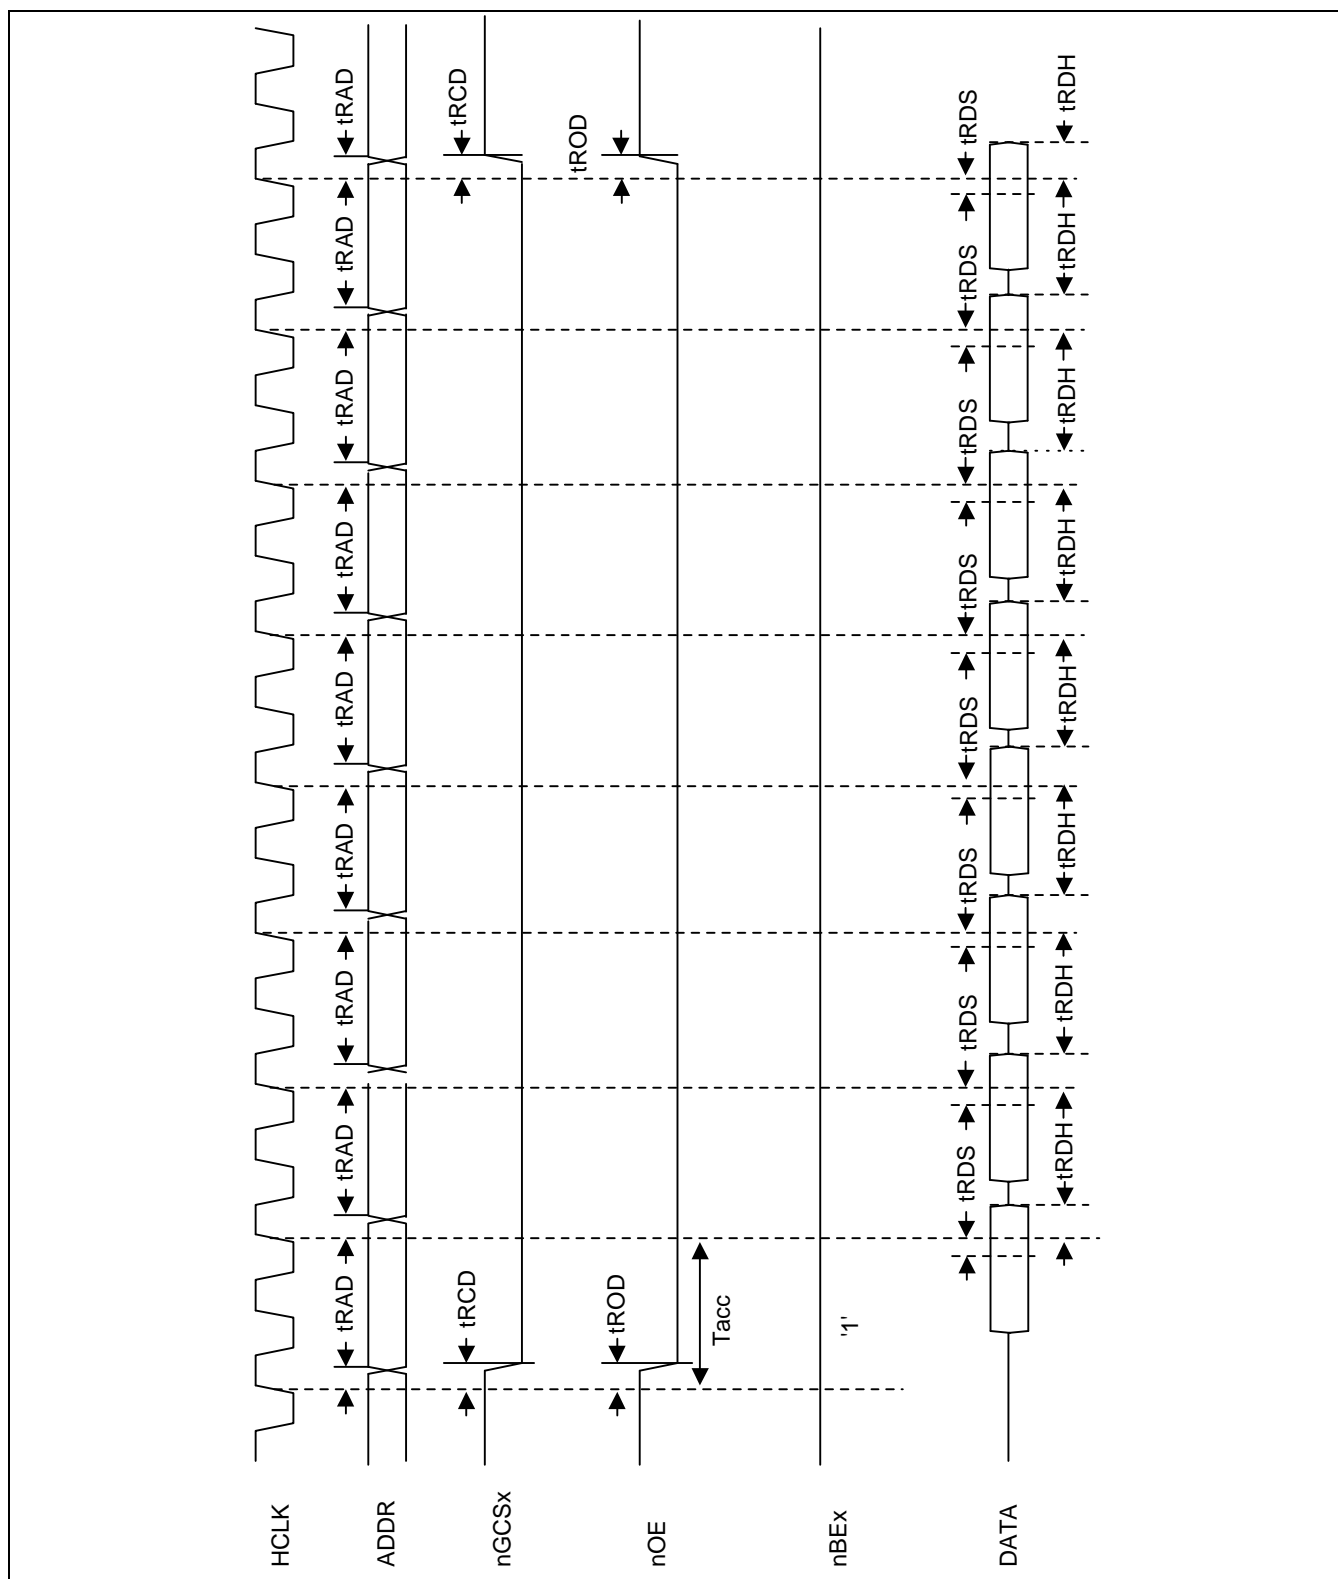 HCLK
ADDR tRAD tRAD tRAD tRAD tRAD tRAD tRAD tRAD tRAD
nGCSx tRCD tRCD
nOE tROD tROD
Tacc
nBEx '1'
tRDS tRDS tRDS tRDS tRDS tRDS tRDS tRDS
DATA
tRDH tRDH tRDH tRDH tRDH tRDH tRDH tRDH